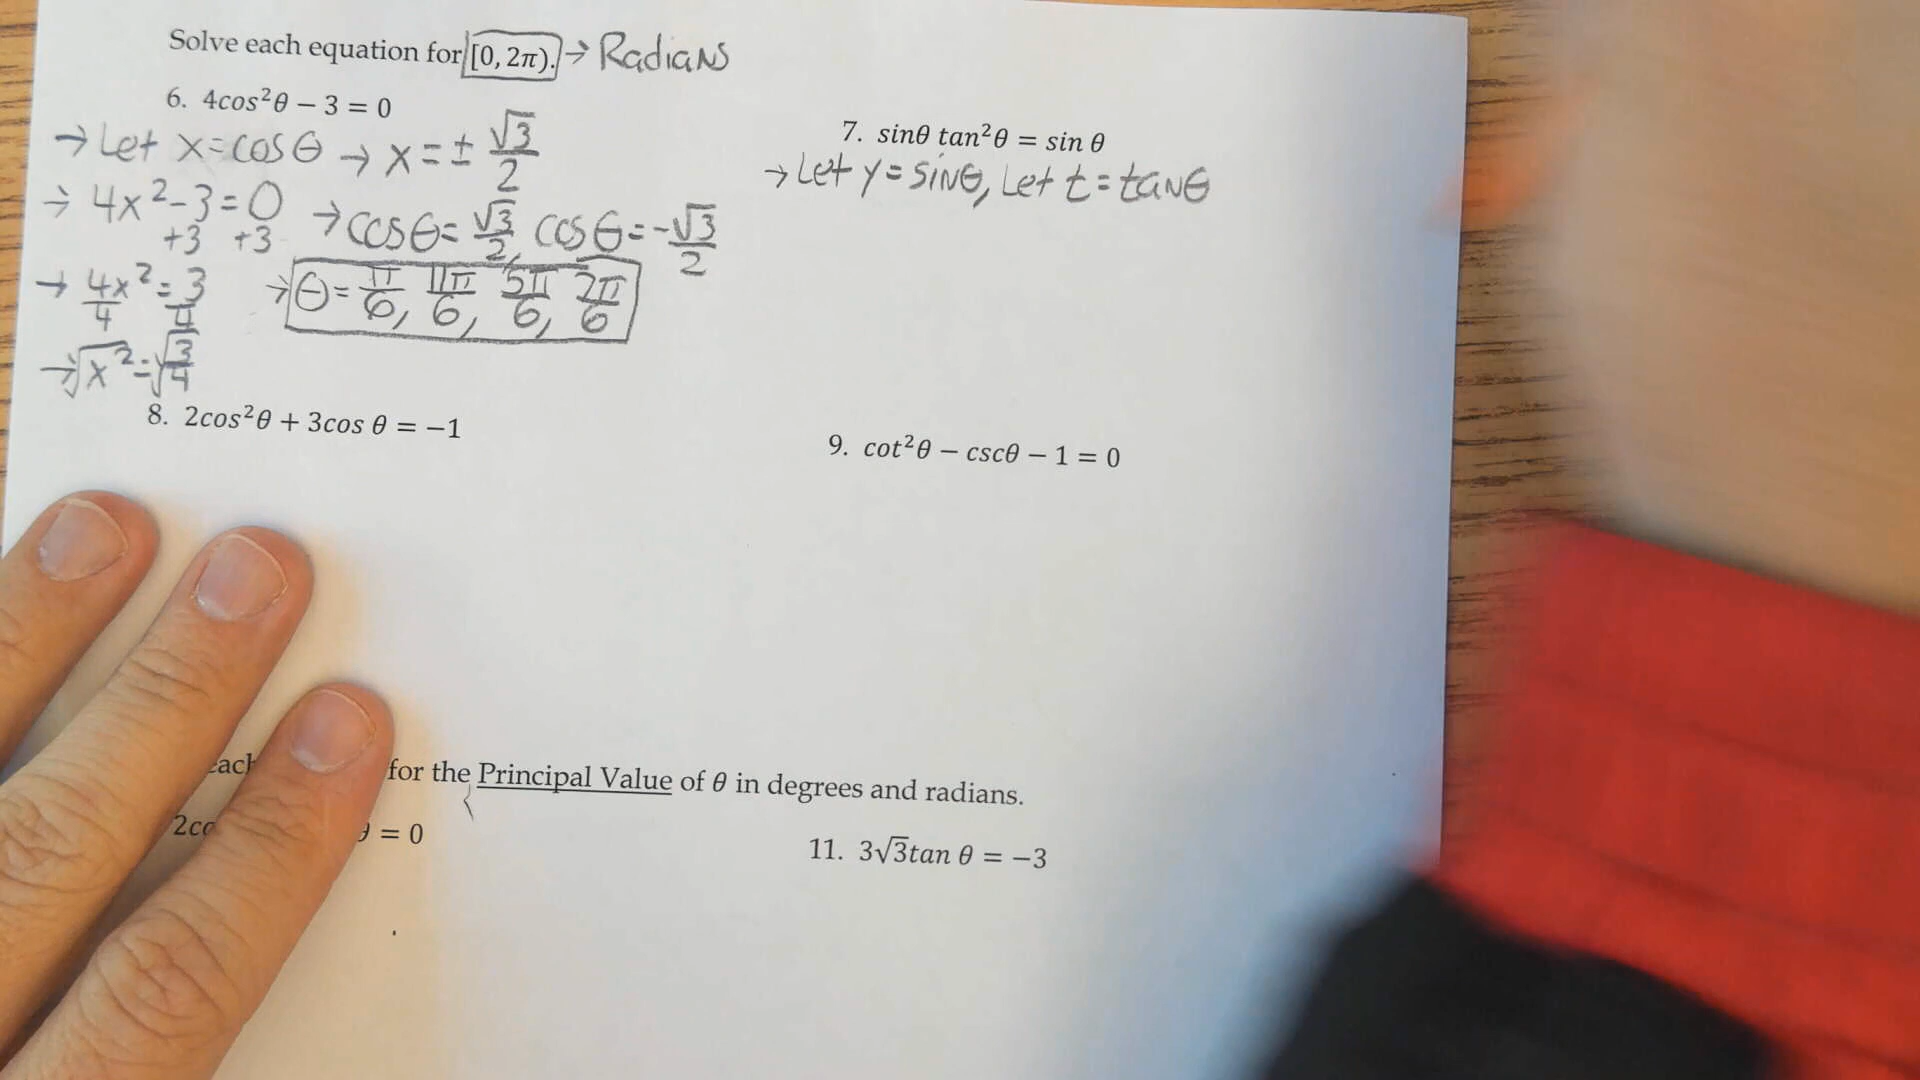 Solve each equation for [0, 2π). → Radians
6. 4cos²θ − 3 = 0
→ Let x=cosθ → x = ± √3/2
→ 4x²-3=0
+3 +3
→ cosθ= √3/2, cosθ=-√3/2
→ 4x²/4 = 3/4
→ θ= π/6, 11π/6, 5π/6, 7π/6
→ √x² = √3/4
7. sinθ tan²θ = sin θ
→ Let y=sinθ, Let t=tanθ
8. 2cos²θ + 3cos θ = −1
9. cot²θ − cscθ − 1 = 0
for the Principal Value of θ in degrees and radians.
= 0
11. 3√3tan θ = −3